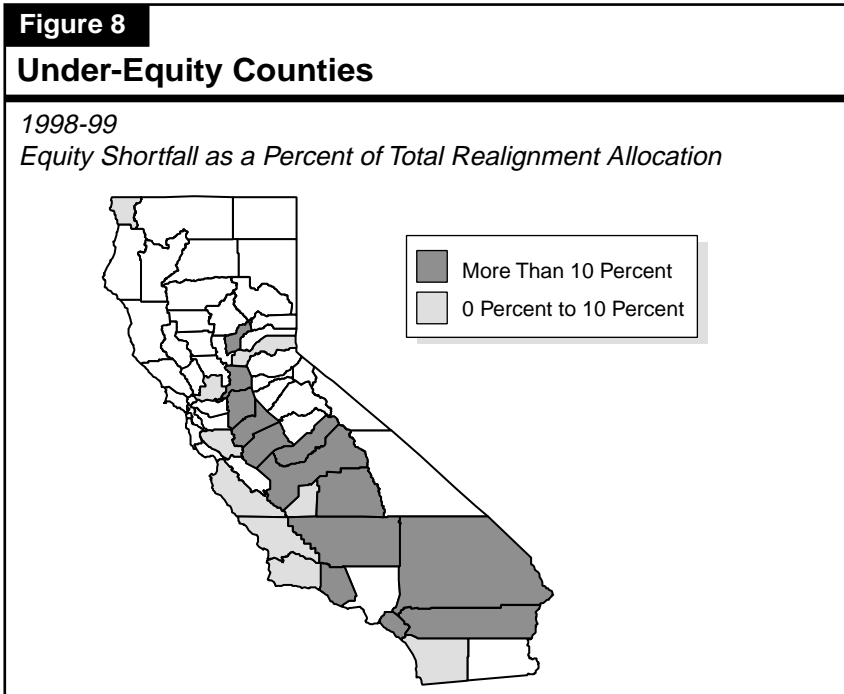 Figure 8
Under-Equity Counties
1998-99
Equity Shortfall as a Percent of Total Realignment Allocation
More Than 10 Percent
0 Percent to 10 Percent